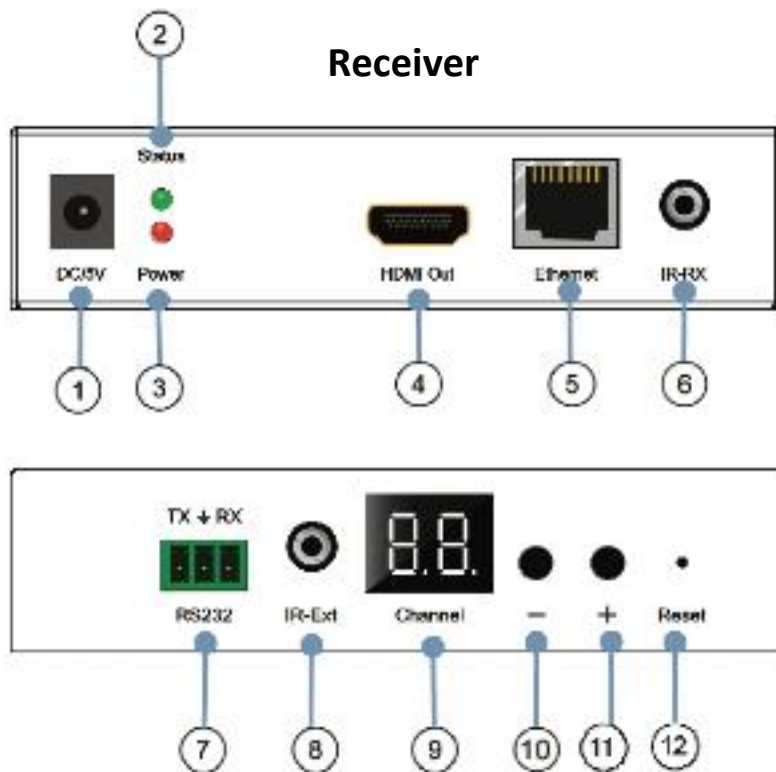 2
Receiver
Status
DC/5V Power HDMI Out Ethernet IR-RX
1 3 4 5 6
TX RX
88
RS232 IR-Ext Channel − + Reset
7 8 9 10 11 12